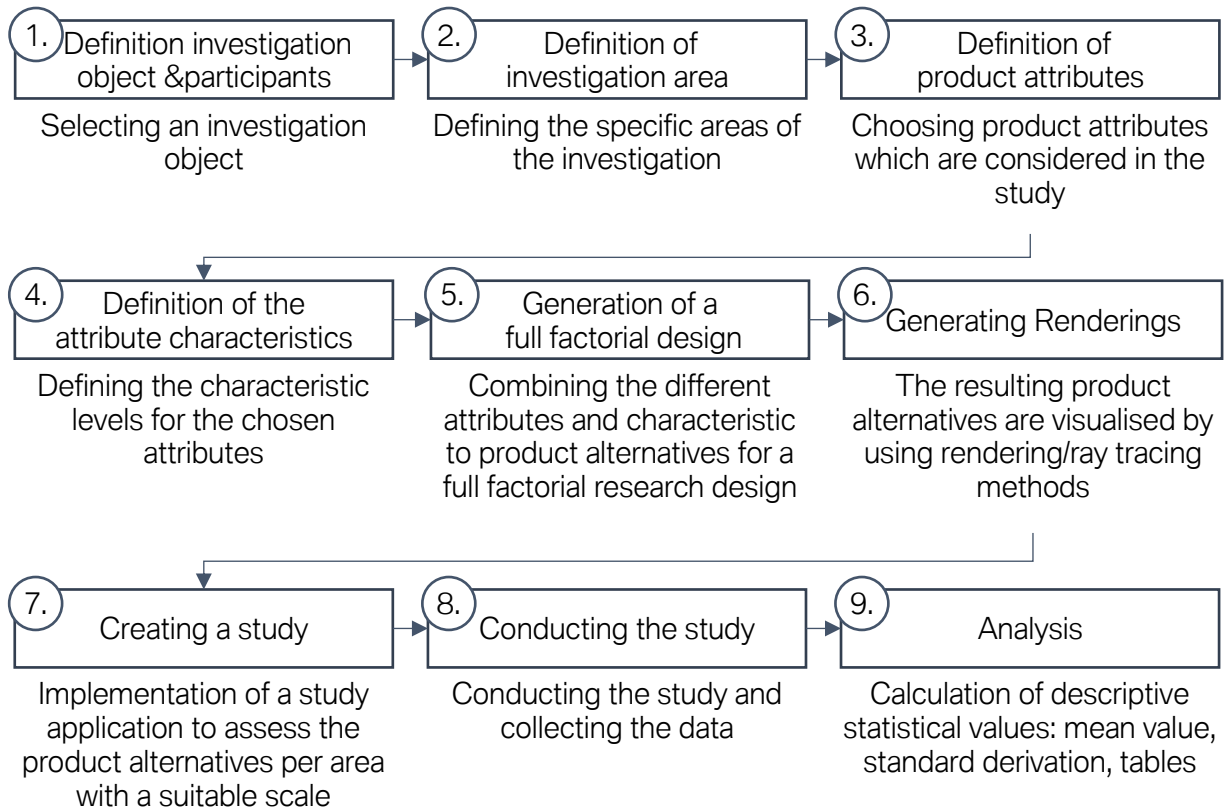 1.
Definition investigation
object &participants
Selecting an investigation
object
2.
Definition of
investigation area
Defining the specific areas of
the investigation
3.
Definition of
product attributes
Choosing product attributes
which are considered in the
study
4.
Definition of the
attribute characteristics
Defining the characteristic
levels for the chosen
attributes
5.
Generation of a
full factorial design
Combining the different
attributes and characteristic
to product alternatives for a
full factorial research design
6.
Generating Renderings
The resulting product
alternatives are visualised by
using rendering/ray tracing
methods
7.
Creating a study
Implementation of a study
application to assess the
product alternatives per area
with a suitable scale
8.
Conducting the study
Conducting the study and
collecting the data
9.
Analysis
Calculation of descriptive
statistical values: mean value,
standard derivation, tables